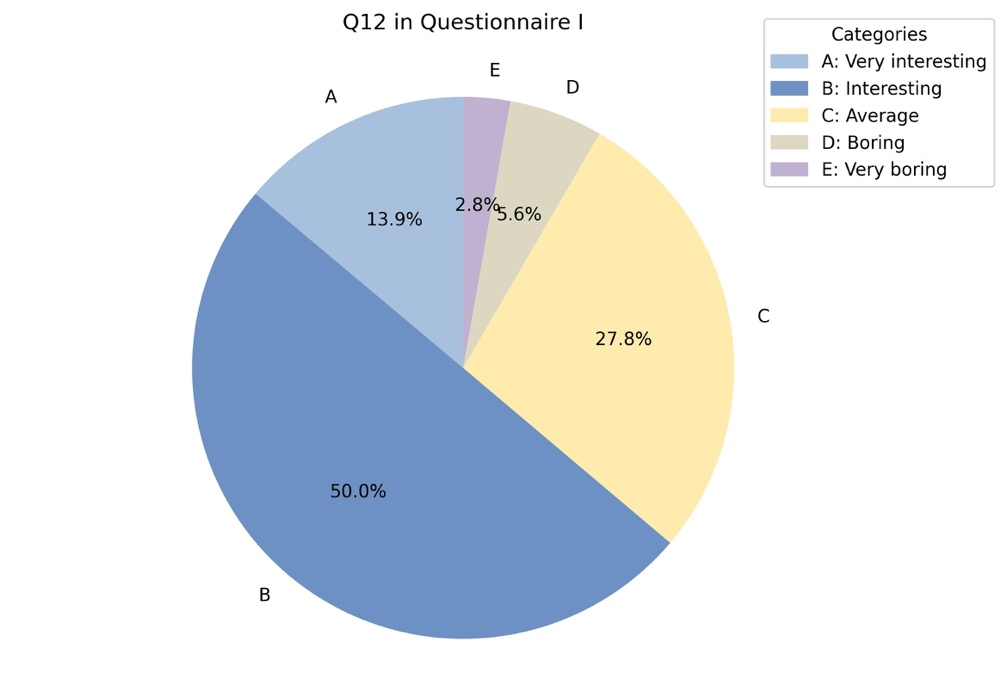 Q12 in Questionnaire I
Categories
A: Very interesting
B: Interesting
C: Average
D: Boring
E: Very boring
E
D
A
2.8%
5.6%
13.9%
C
27.8%
50.0%
B